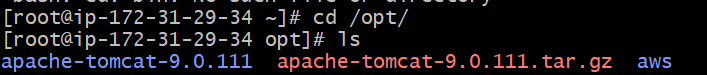 [root@ip-172-31-29-34 ~]# cd /opt/
[root@ip-172-31-29-34 opt]# ls
apache-tomcat-9.0.111  apache-tomcat-9.0.111.tar.gz  aws